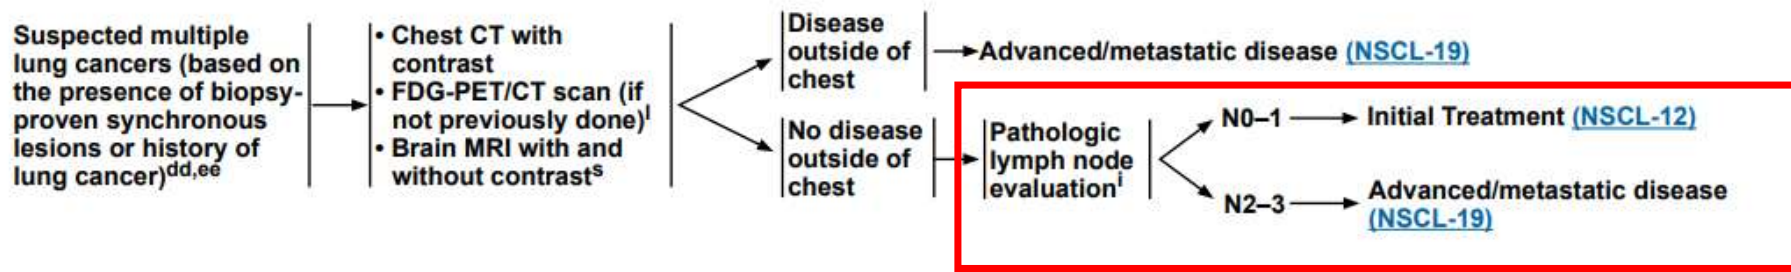 Suspected multiple
lung cancers (based on
the presence of biopsy-
proven synchronous
lesions or history of
lung cancer)dd,ee
• Chest CT with
contrast
• FDG-PET/CT scan (if
not previously done)l
• Brain MRI with and
without contrasts
Disease
outside of
chest
Advanced/metastatic disease (NSCL-19)
No disease
outside of
chest
Pathologic
lymph node
evaluationi
N0–1
Initial Treatment (NSCL-12)
N2–3
Advanced/metastatic disease
(NSCL-19)